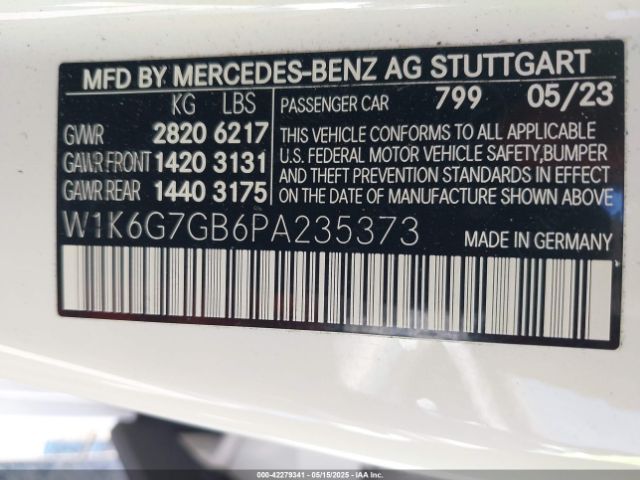 MFD BY MERCEDES-BENZ AG STUTTGART
KG LBS
GVWR 2820 6217
GAWR FRONT 1420 3131
GAWR REAR 1440 3175
PASSENGER CAR 799 05/23
THIS VEHICLE CONFORMS TO ALL APPLICABLE
U.S. FEDERAL MOTOR VEHICLE SAFETY,BUMPER
AND THEFT PREVENTION STANDARDS IN EFFECT
ON THE DATE OF MANUFACTURE SHOWN ABOVE.
W1K6G7GB6PA235373 MADE IN GERMANY
000-42279341 - 05/15/2025 - IAAI.COM